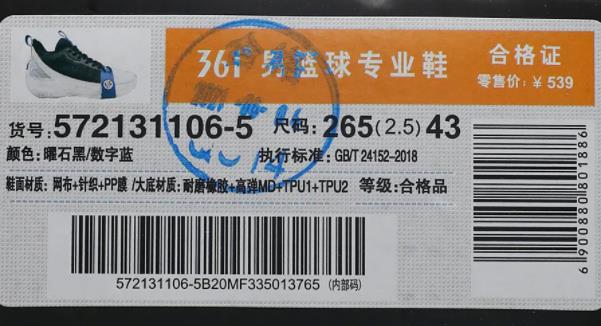 361° 男篮球专业鞋
合格证
零售价: ¥ 539
货号: 572131106-5 尺码: 265(2.5)43
颜色: 曜石黑/数字蓝 执行标准: GB/T 24152-2018
鞋面材质: 网布+针织+PP膜 /大底材质: 耐磨橡胶+高弹MD+TPU1+TPU2 等级: 合格品
572131106-5B20MF335013765 (内部码)
6900880801886